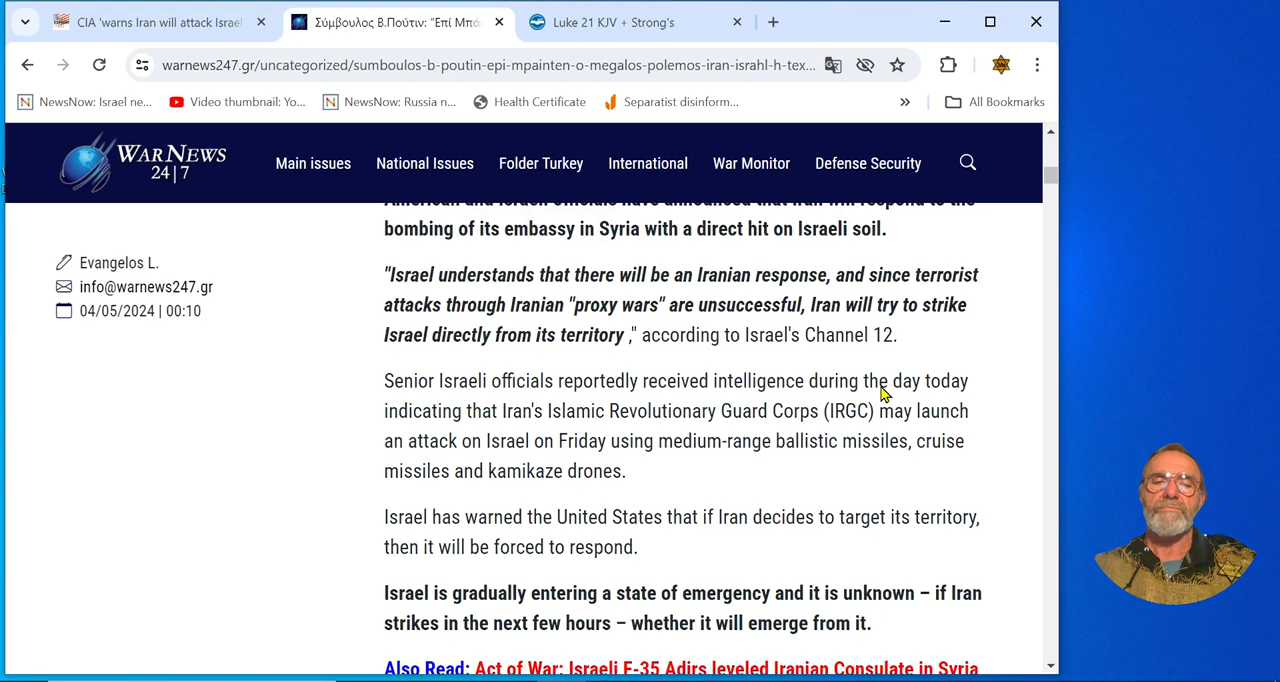 CIA 'warns Iran will attack Israel
Σύμβουλος Β.Πούτιν: "Επί Μπά
Luke 21 KJV + Strong's
warnews247.gr/uncategorized/sumboulos-b-poutin-epi-mpainten-o-megalos-polemos-iran-israhl-h-tex...
NewsNow: Israel ne...
Video thumbnail: Yo...
NewsNow: Russia n...
Health Certificate
Separatist disinform...
All Bookmarks
WARNEWS
24|7
Main issues
National Issues
Folder Turkey
International
War Monitor
Defense Security
American and Israeli officials have announced that Iran will respond to the
bombing of its embassy in Syria with a direct hit on Israeli soil.
Evangelos L.
info@warnews247.gr
04/05/2024 | 00:10
"Israel understands that there will be an Iranian response, and since terrorist
attacks through Iranian "proxy wars" are unsuccessful, Iran will try to strike
Israel directly from its territory ," according to Israel's Channel 12.
Senior Israeli officials reportedly received intelligence during the day today
indicating that Iran's Islamic Revolutionary Guard Corps (IRGC) may launch
an attack on Israel on Friday using medium-range ballistic missiles, cruise
missiles and kamikaze drones.
Israel has warned the United States that if Iran decides to target its territory,
then it will be forced to respond.
Israel is gradually entering a state of emergency and it is unknown – if Iran
strikes in the next few hours – whether it will emerge from it.
Also Read: Act of War: Israeli F-35 Adirs leveled Iranian Consulate in Syria